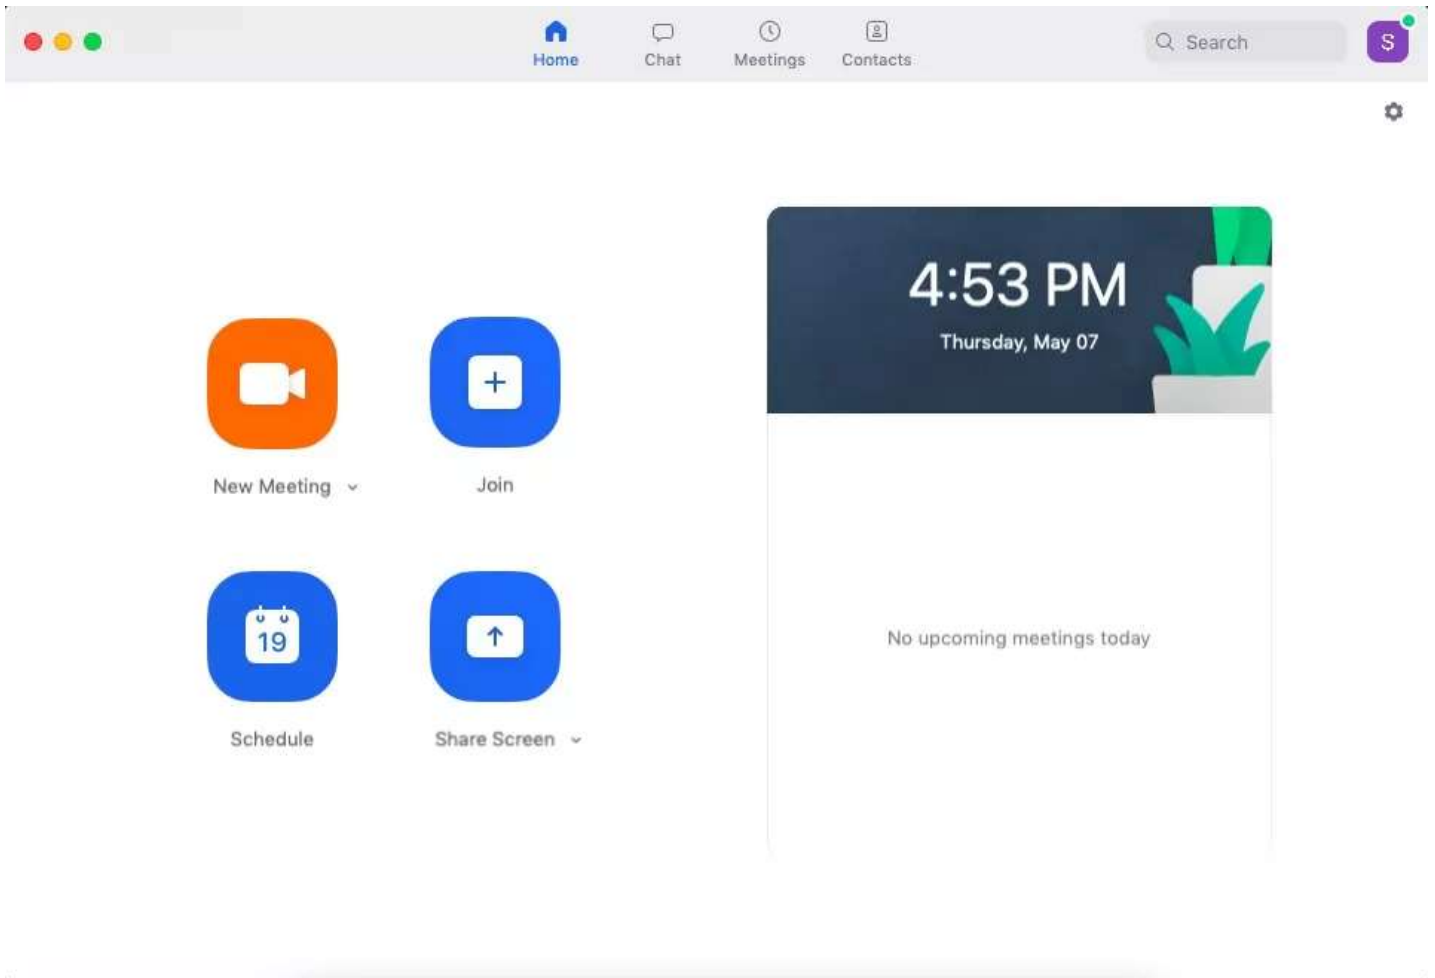 Home
Chat
Meetings
Contacts
Search
S
4:53 PM
Thursday, May 07
New Meeting
Join
19
Schedule
Share Screen
No upcoming meetings today